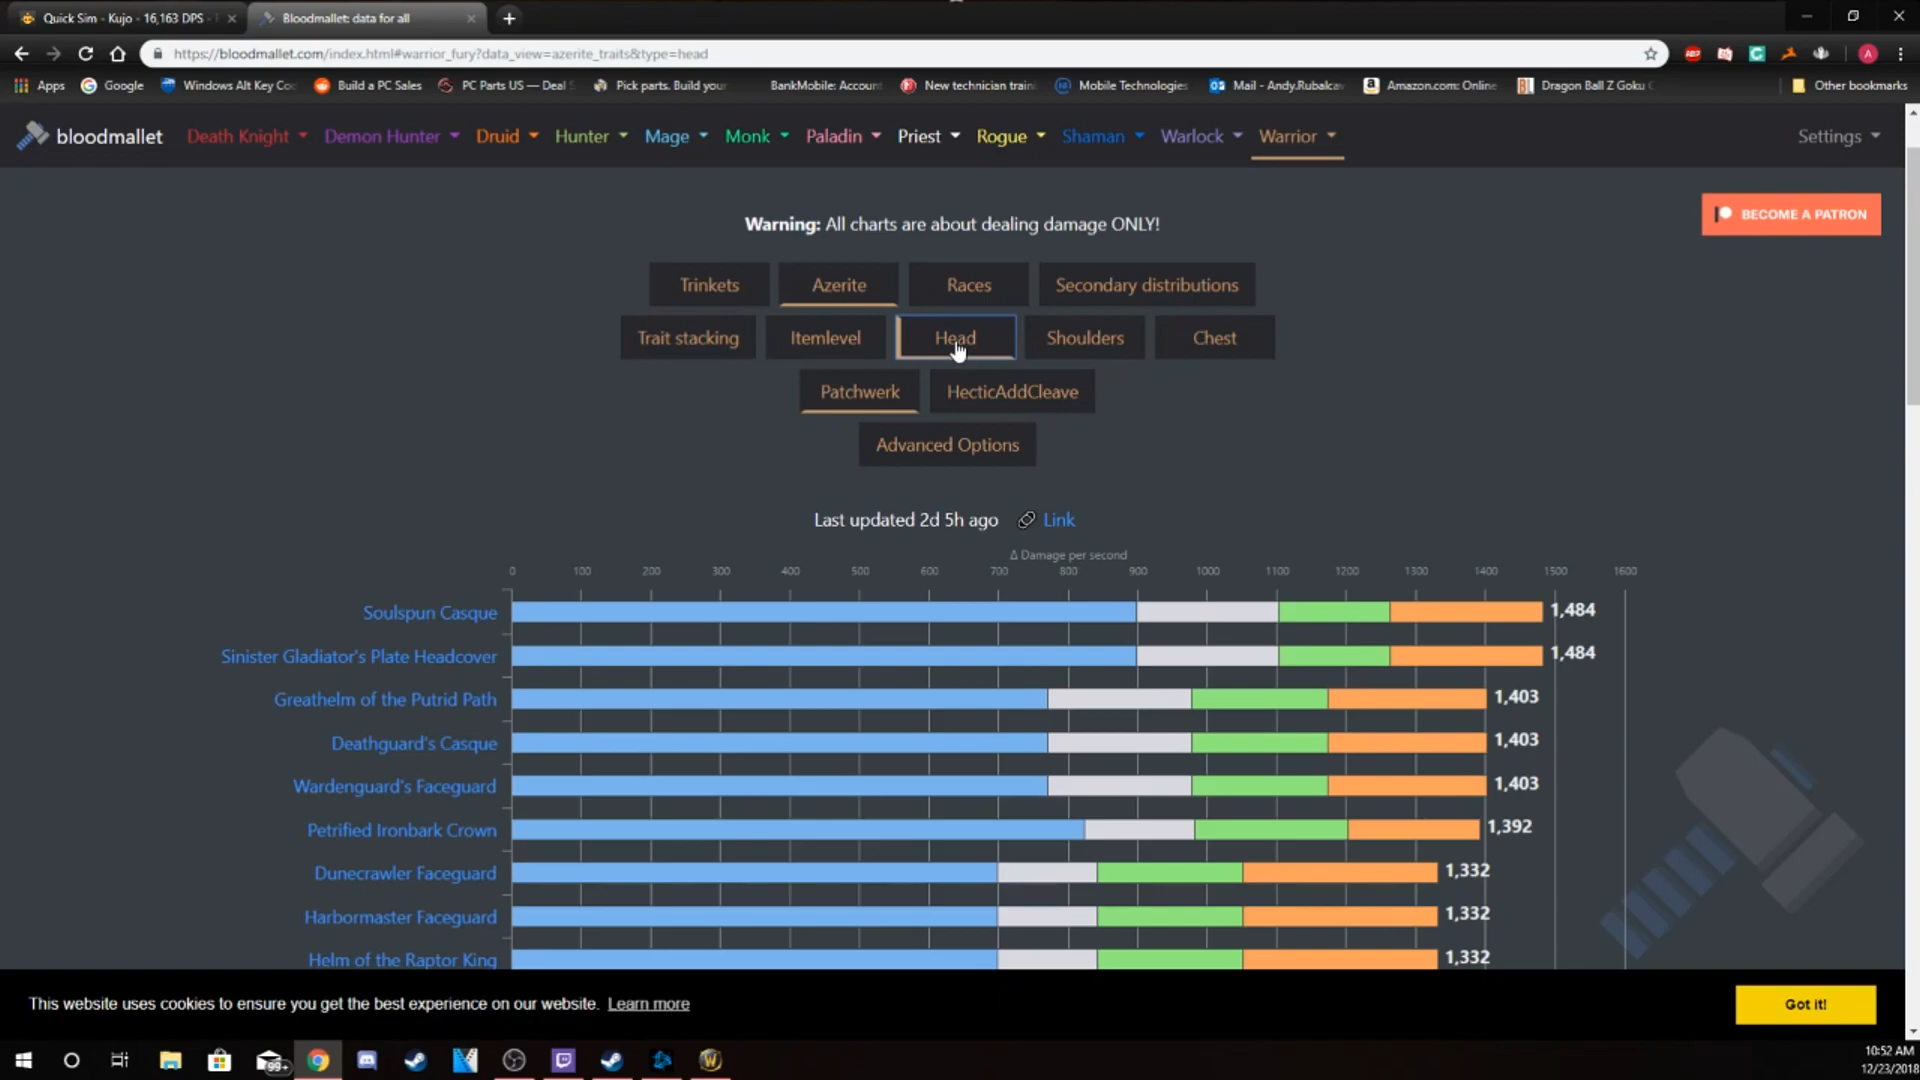 Quick Sim - Kujo - 16,163 DPS -
Bloodmallet: data for all
https://bloodmallet.com/index.html#warrior_fury?data_view=azerite_traits&type=head
Apps Google Windows Alt Key Co Build a PC Sales PC Parts US — Deal S Pick parts. Build your BankMobile: Account New technician traini Mobile Technologies Mail - Andy.Rubalcav Amazon.com: Online Dragon Ball Z Goku Other bookmarks
bloodmallet Death Knight Demon Hunter Druid Hunter Mage Monk Paladin Priest Rogue Shaman Warlock Warrior Settings
Warning: All charts are about dealing damage ONLY!
BECOME A PATRON
Trinkets Azerite Races Secondary distributions
Trait stacking Itemlevel Head Shoulders Chest
Patchwerk HecticAddCleave
Advanced Options
Last updated 2d 5h ago Link
Δ Damage per second
0 100 200 300 400 500 600 700 800 900 1000 1100 1200 1300 1400 1500 1600
Soulspun Casque 1,484
Sinister Gladiator's Plate Headcover 1,484
Greathelm of the Putrid Path 1,403
Deathguard's Casque 1,403
Wardenguard's Faceguard 1,403
Petrified Ironbark Crown 1,392
Dunecrawler Faceguard 1,332
Harbormaster Faceguard 1,332
Helm of the Raptor King 1,332
This website uses cookies to ensure you get the best experience on our website. Learn more
Got it!
99+
10:52 AM
12/23/2018